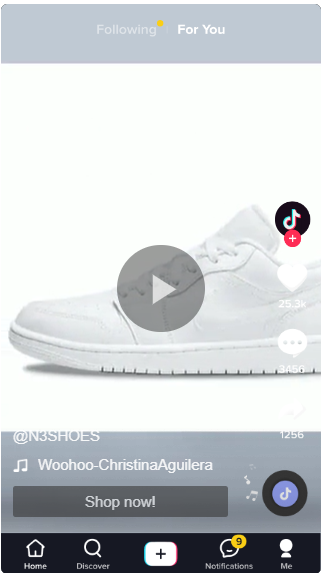 Following For You
25.3k
3456
1256
@N3SHOES
Woohoo-ChristinaAguilera
Shop now!
9
Home Discover Notifications Me